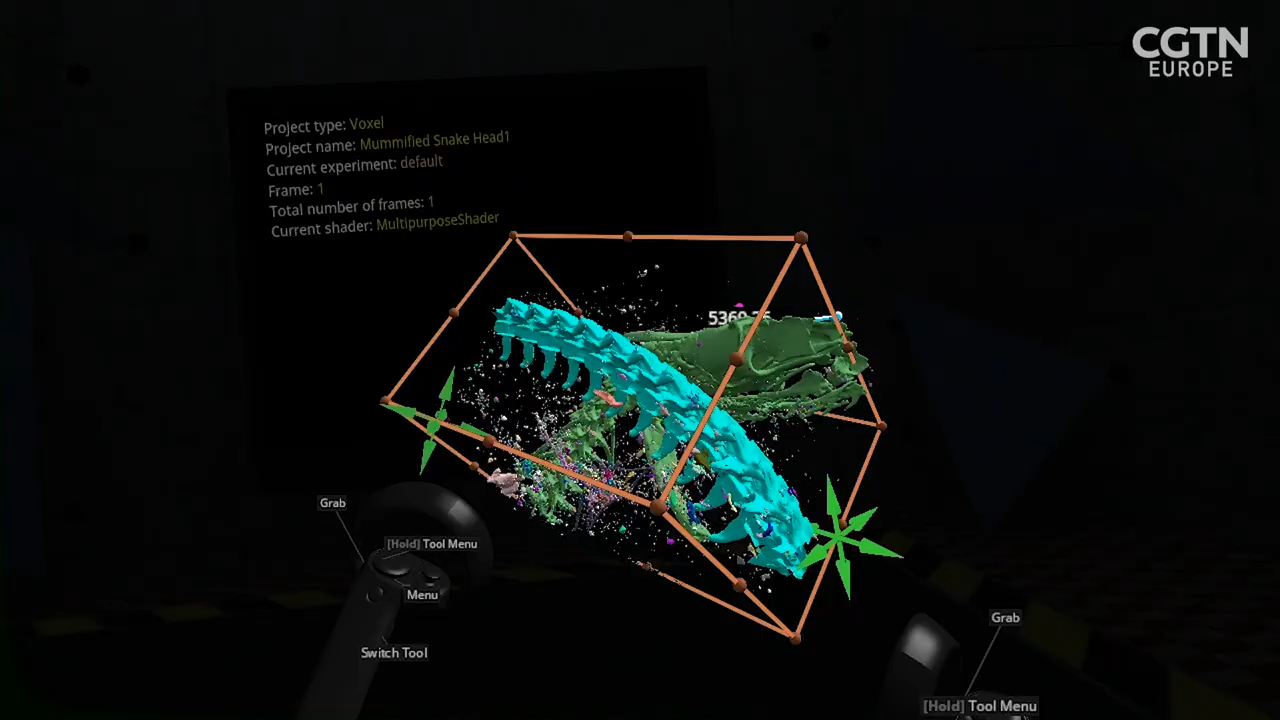 CGTN
EUROPE
Project type: Voxel
Project name: Mummified Snake Head1
Current experiment: default
Frame: 1
Total number of frames: 1
Current shader: MultipurposeShader
Grab
[Hold] Tool Menu
Menu
Switch Tool
Grab
[Hold] Tool Menu